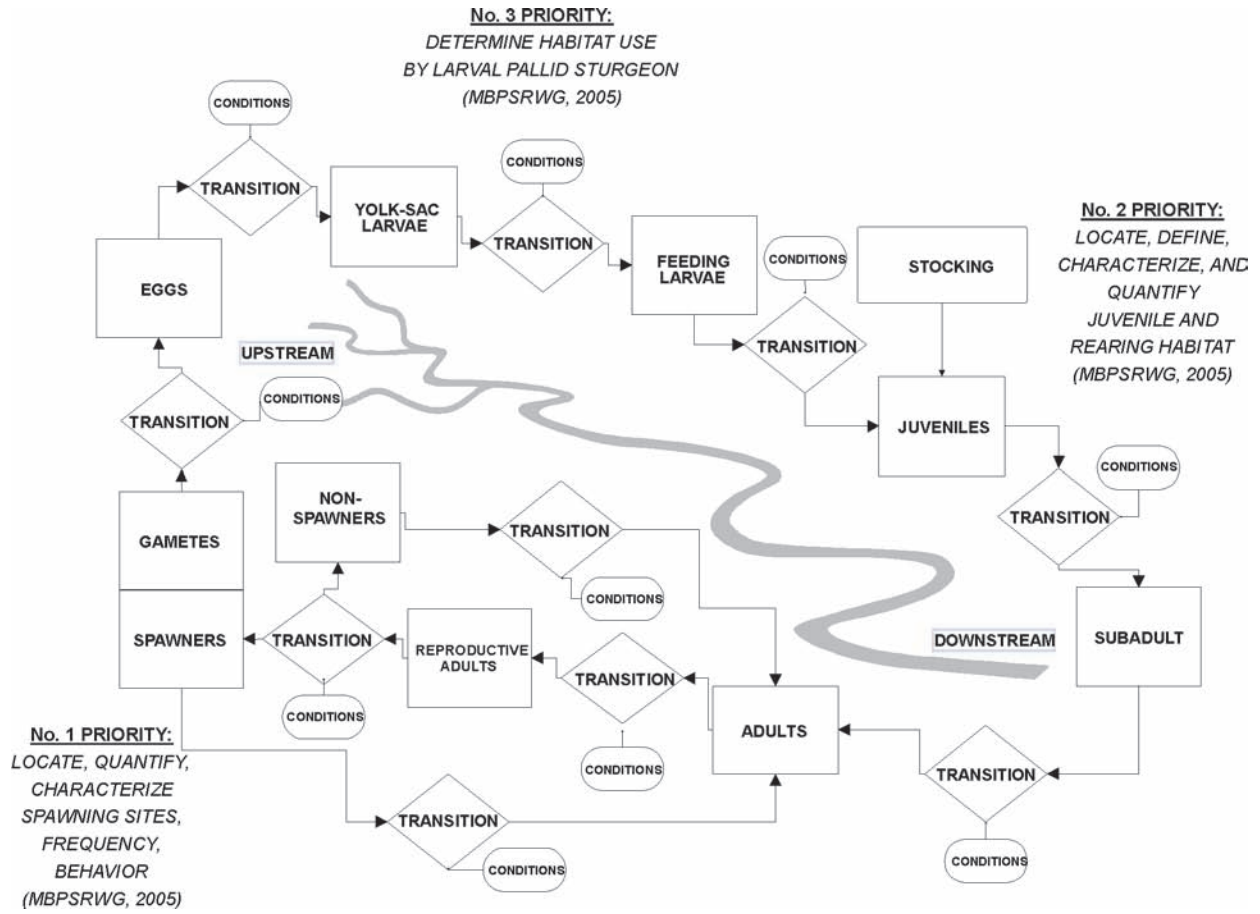 No. 3 PRIORITY:
DETERMINE HABITAT USE
BY LARVAL PALLID STURGEON
(MBPSRWG, 2005)
CONDITIONS
TRANSITION
YOLK-SAC
LARVAE
CONDITIONS
TRANSITION
FEEDING
LARVAE
CONDITIONS
TRANSITION
STOCKING
No. 2 PRIORITY:
LOCATE, DEFINE,
CHARACTERIZE, AND
QUANTIFY
JUVENILE AND
REARING HABITAT
(MBPSRWG, 2005)
EGGS
UPSTREAM
TRANSITION
CONDITIONS
JUVENILES
CONDITIONS
TRANSITION
GAMETES
NON-
SPAWNERS
TRANSITION
CONDITIONS
SPAWNERS
TRANSITION
CONDITIONS
REPRODUCTIVE
ADULTS
TRANSITION
CONDITIONS
DOWNSTREAM
SUBADULT
ADULTS
TRANSITION
CONDITIONS
No. 1 PRIORITY:
LOCATE, QUANTIFY,
CHARACTERIZE
SPAWNING SITES,
FREQUENCY,
BEHAVIOR
(MBPSRWG, 2005)
TRANSITION
CONDITIONS